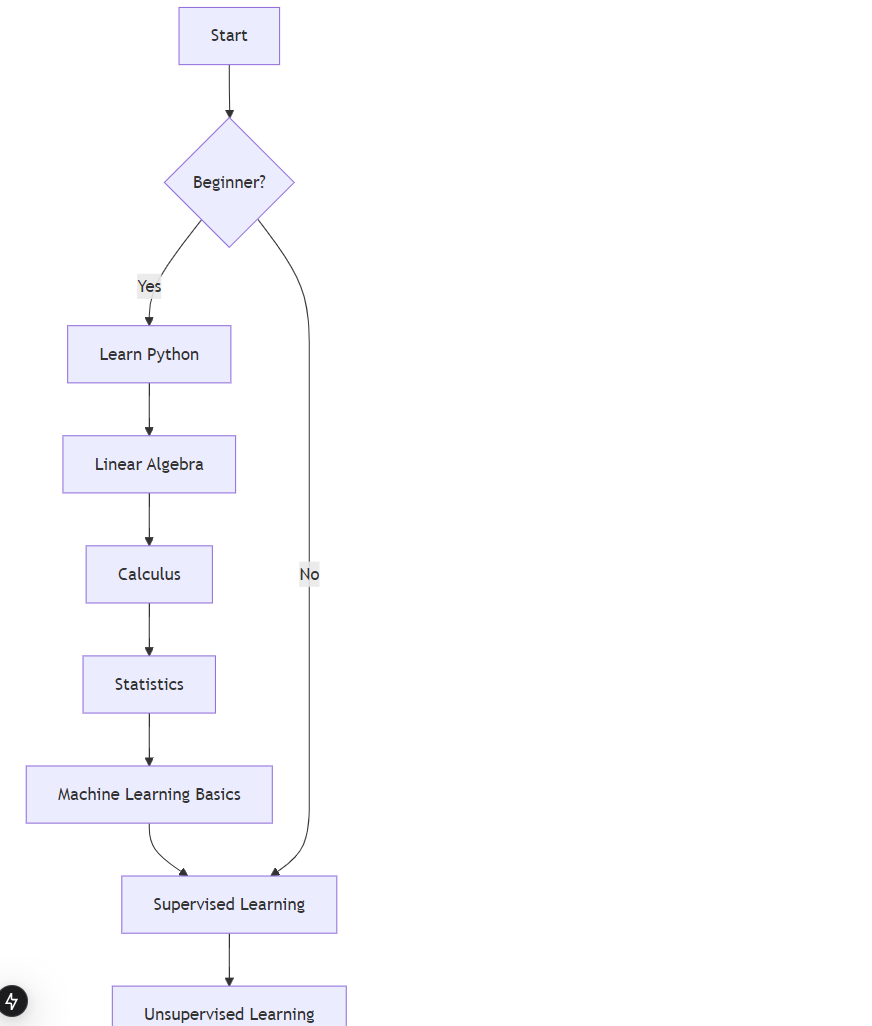 Start
Beginner?
Yes
Learn Python
Linear Algebra
Calculus
No
Statistics
Machine Learning Basics
Supervised Learning
Unsupervised Learning